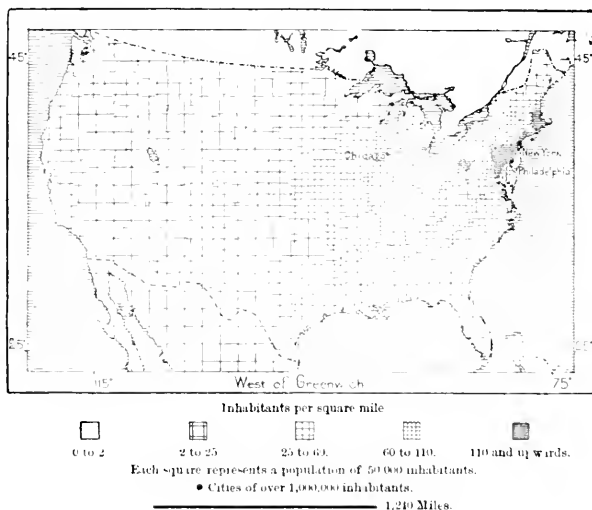 45°
45°
Chicago
New York
Philadelphia
25°
25°
115°
West of Greenwich
75°
Inhabitants per square mile
0 to 2
2 to 25
25 to 60.
60 to 110.
110 and upwards.
Each square represents a population of 50 000 inhabitants.
● Cities of over 1,000,000 inhabitants.
1,240 Miles.